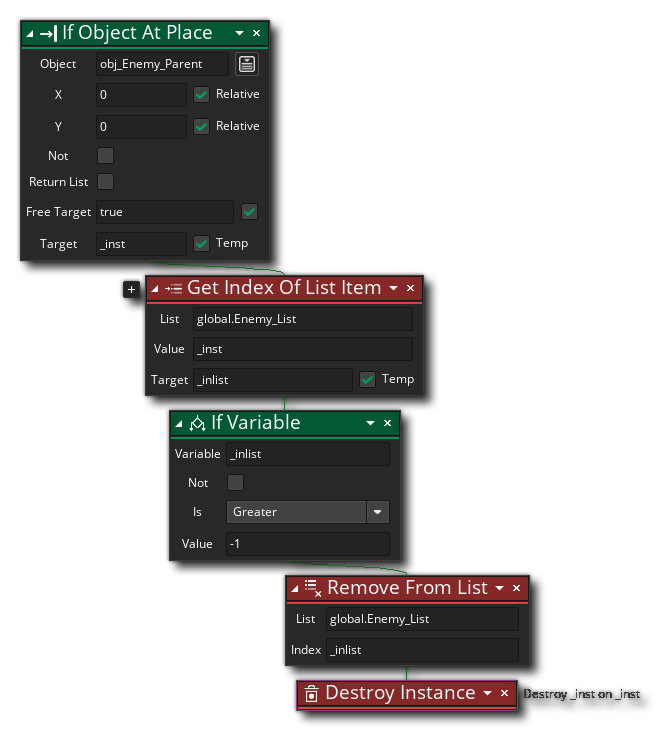 If Object At Place
Object obj_Enemy_Parent
X 0 Relative
Y 0 Relative
Not
Return List
Free Target true
Target _inst Temp
+ Get Index Of List Item
List global.Enemy_List
Value _inst
Target _inlist Temp
If Variable
Variable _inlist
Not
Is Greater
Value -1
Remove From List
List global.Enemy_List
Index _inlist
Destroy Instance Destroy _inst on _inst